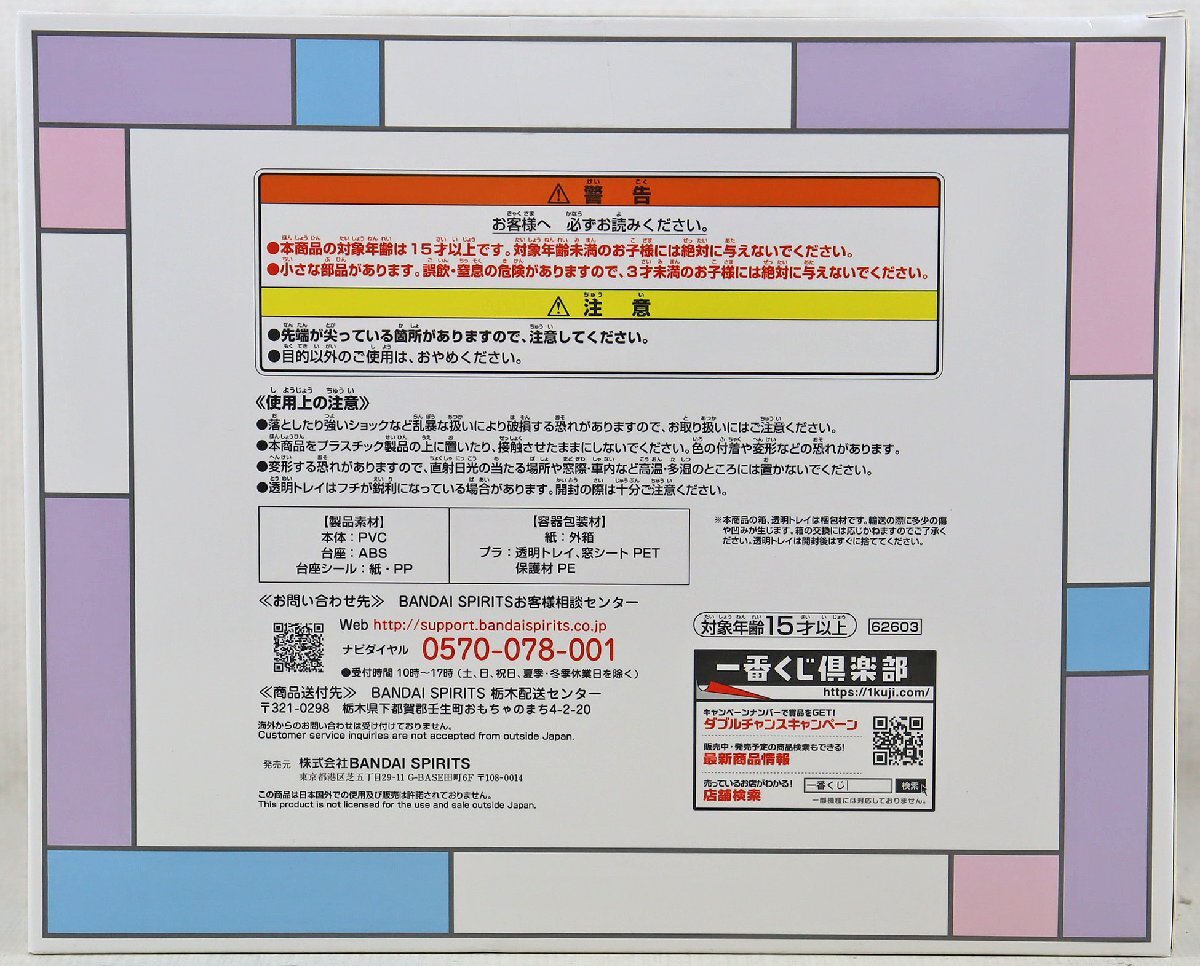 ⚠ 警告
お客様へ 必ずお読みください。
●本商品の対象年齢は15才以上です。対象年齢未満のお子様には絶対に与えないでください。
●小さな部品があります。誤飲・窒息の危険がありますので、3才未満のお子様には絶対に与えないでください。
⚠ 注意
●先端が尖っている箇所がありますので、注意してください。
●目的以外のご使用は、おやめください。
《使用上の注意》
●落としたり強いショックなど乱暴な扱いにより破損する恐れがありますので、お取り扱いにはご注意ください。
●本商品をプラスチック製品の上に置いたり、接触させたままにしないでください。色の付着や変形などの恐れがあります。
●変形する恐れがありますので、直射日光の当たる場所や窓際・車内など高温・多湿のところには置かないでください。
●透明トレイはフチが鋭利になっている場合があります。開封の際は十分ご注意ください。
【製品素材】
本体：PVC
台座：ABS
台座シール：紙・PP
【容器包装材】
紙：外箱
プラ：透明トレイ、窓シート PET
保護材 PE
※本商品の箱、透明トレイは梱包材です。輸送の際に多少の傷
や凹みが生じます。箱の交換には応じかねますのでご了承く
ださい。透明トレイは開封後はすぐに捨ててください。
≪お問い合わせ先≫ BANDAI SPIRITSお客様相談センター
Web http://support.bandaispirits.co.jp
ナビダイヤル 0570-078-001
●受付時間 10時〜17時（土、日、祝日、夏季・冬季休業日を除く）
≪商品送付先≫ BANDAI SPIRITS 栃木配送センター
〒321-0298 栃木県下都賀郡壬生町おもちゃのまち4-2-20
海外からのお問い合わせは受け付けておりません。
Customer service inquiries are not accepted from outside Japan.
発売元 株式会社BANDAI SPIRITS
東京都港区芝五丁目29-11 G-BASE田町6F 〒108-0014
この商品は日本国外での使用及び販売は許諾されておりません。
This product is not licensed for the use and sale outside Japan.
対象年齢15才以上
62603
一番くじ倶楽部
https://1kuji.com/
キャンペーンナンバーで賞品をGET!
ダブルチャンスキャンペーン
販売中・発売予定の商品検索もできる!
最新商品情報
売っているお店がわかる!
店舗検索
一番くじ 検索
一部機種には対応しておりません。